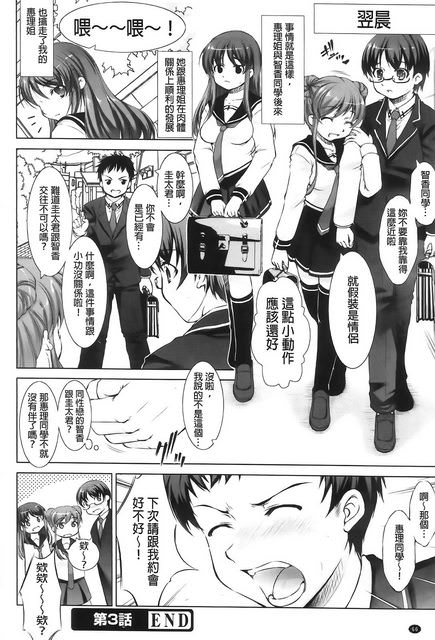 翌晨
事情就是這樣，
惠理姐與智香同學後來
她跟惠理姐在肉體
關係上順利的發展
喂～～喂～！
也擄走了我的
惠理姐
智香同學…
妳不要靠我靠得
這麼近啦
就假裝是情侶
這點小動作
應該還好
幹麼啊…
圭太君？
你不會
是已經有…
什麼啊，這件事情跟
小功沒關係啦！
難道圭太君跟智香
交往不可以嗎？
沒啦，
我說的不是這個…
同性戀的智香
跟圭太君？
那惠理同學不就
沒有伴了嗎？
啊～那個…
惠理同學～！
下次請跟我約會
好不好～！
欸？
欸欸
～～～？
第3話 END
66